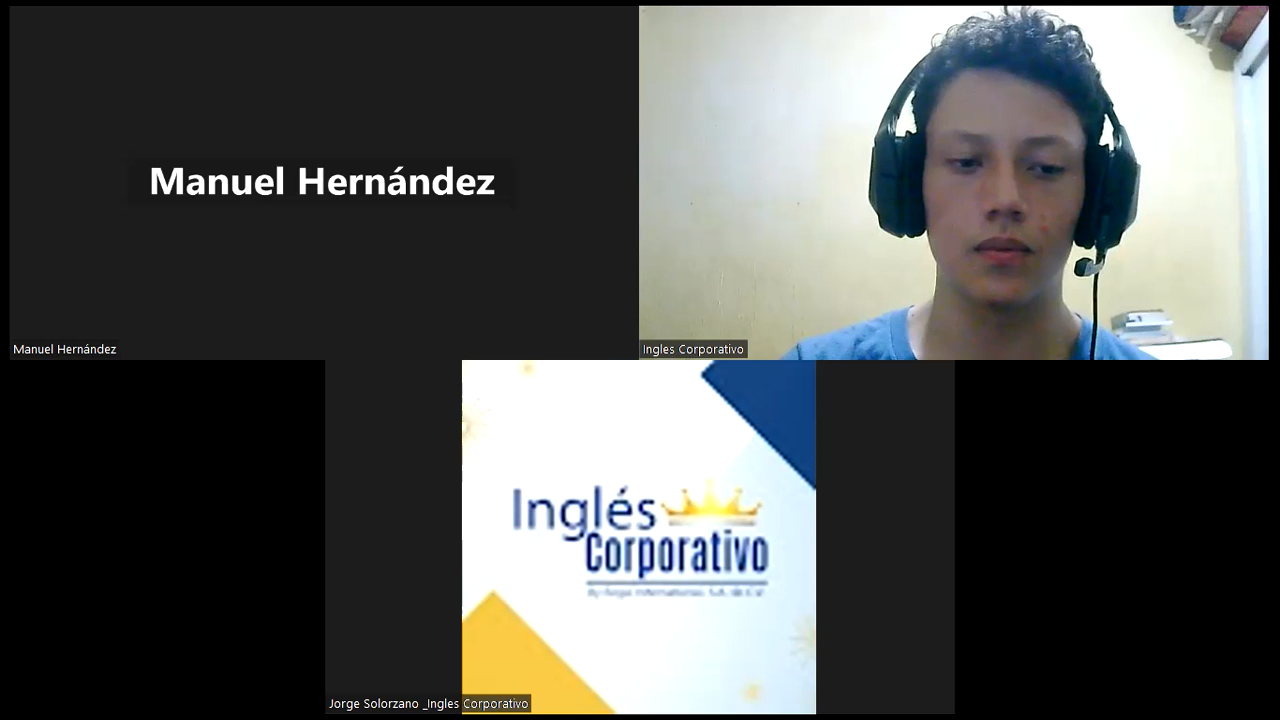 Manuel Hernández
Manuel Hernández
Ingles Corporativo
Inglés
Corporativo
Jorge Solorzano _Ingles Corporativo